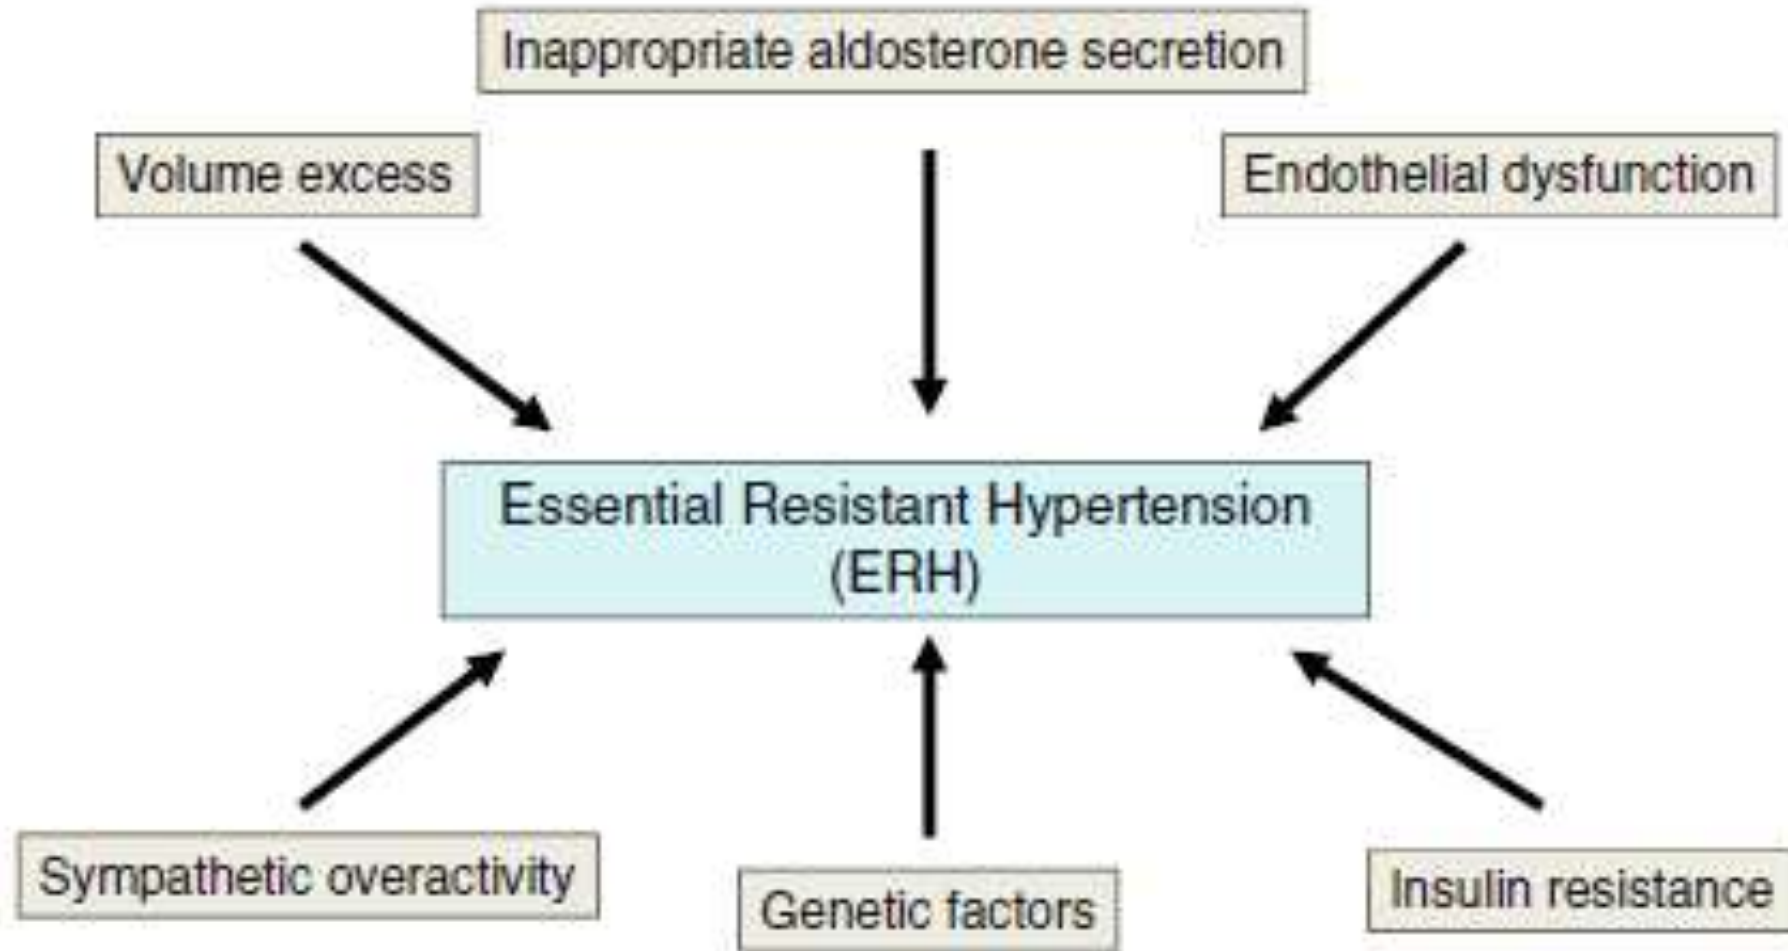 Inappropriate aldosterone secretion
Volume excess
Endothelial dysfunction
Essential Resistant Hypertension
(ERH)
Sympathetic overactivity
Genetic factors
Insulin resistance